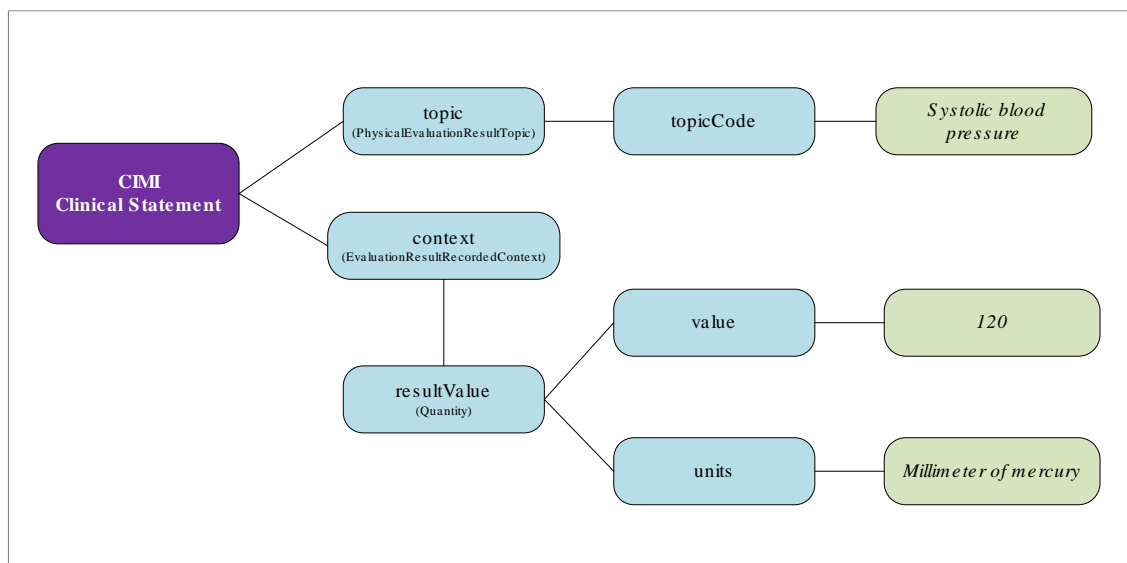 topic
(PhysicalEvaluationResultTopic)
topicCode
Systolic blood
pressure
CIMI
Clinical Statement
context
(EvaluationResultRecordedContext)
value
120
resultValue
(Quantity)
units
Millimeter of mercury